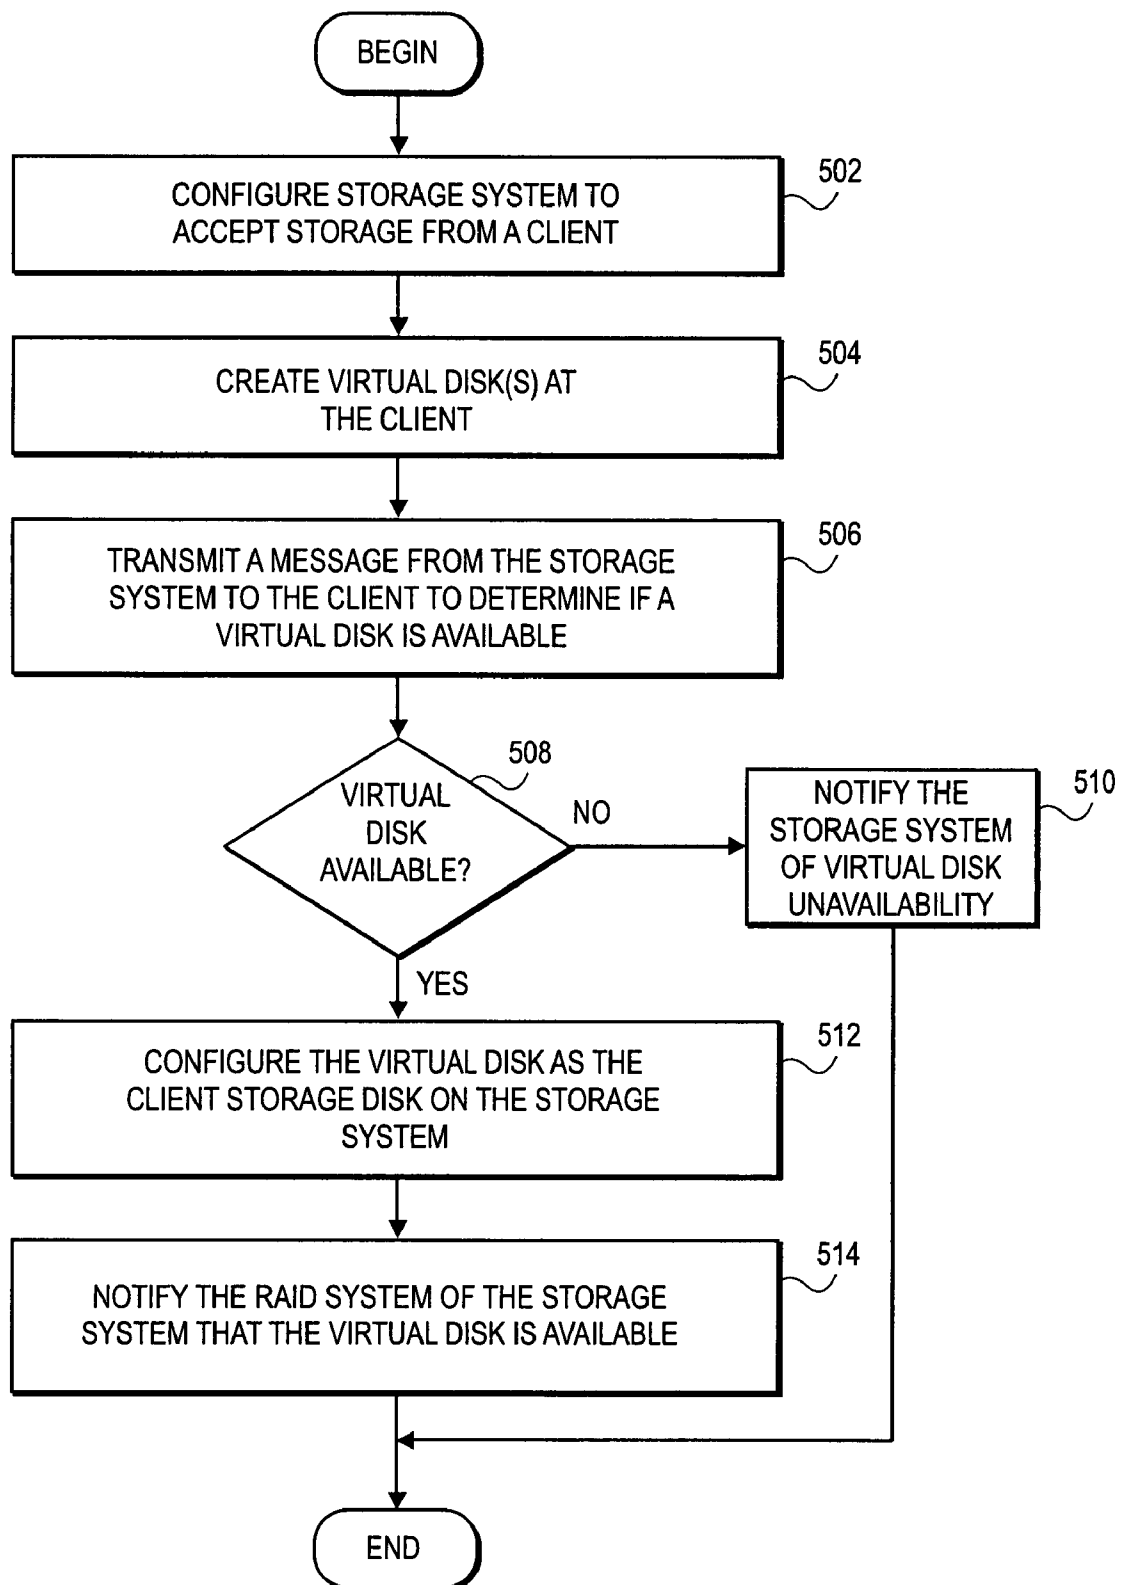 BEGIN
502
CONFIGURE STORAGE SYSTEM TO
ACCEPT STORAGE FROM A CLIENT
504
CREATE VIRTUAL DISK(S) AT
THE CLIENT
506
TRANSMIT A MESSAGE FROM THE STORAGE
SYSTEM TO THE CLIENT TO DETERMINE IF A
VIRTUAL DISK IS AVAILABLE
508
VIRTUAL
DISK
AVAILABLE?
NO
510
NOTIFY THE
STORAGE SYSTEM
OF VIRTUAL DISK
UNAVAILABILITY
YES
512
CONFIGURE THE VIRTUAL DISK AS THE
CLIENT STORAGE DISK ON THE STORAGE
SYSTEM
514
NOTIFY THE RAID SYSTEM OF THE STORAGE
SYSTEM THAT THE VIRTUAL DISK IS AVAILABLE
END